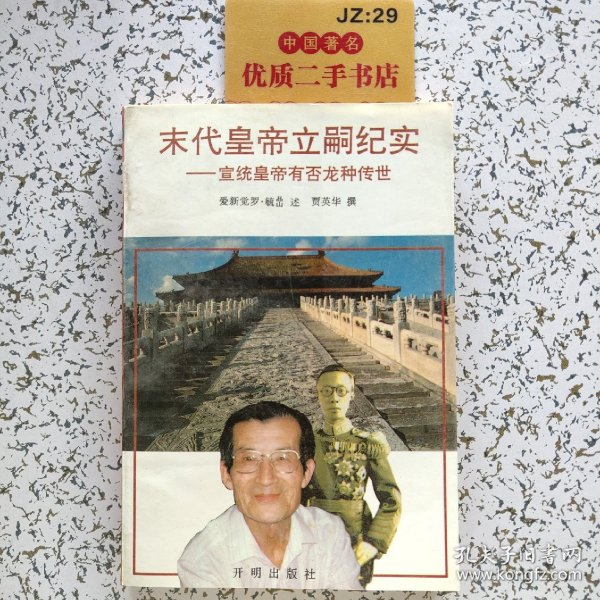 JZ:29
中国著名
优质二手书店
末代皇帝立嗣纪实
——宣统皇帝有否龙种传世
爱新觉罗·毓嵒 述 贾英华 撰
开明出版社
孔夫子旧书网
www.kongfz.com